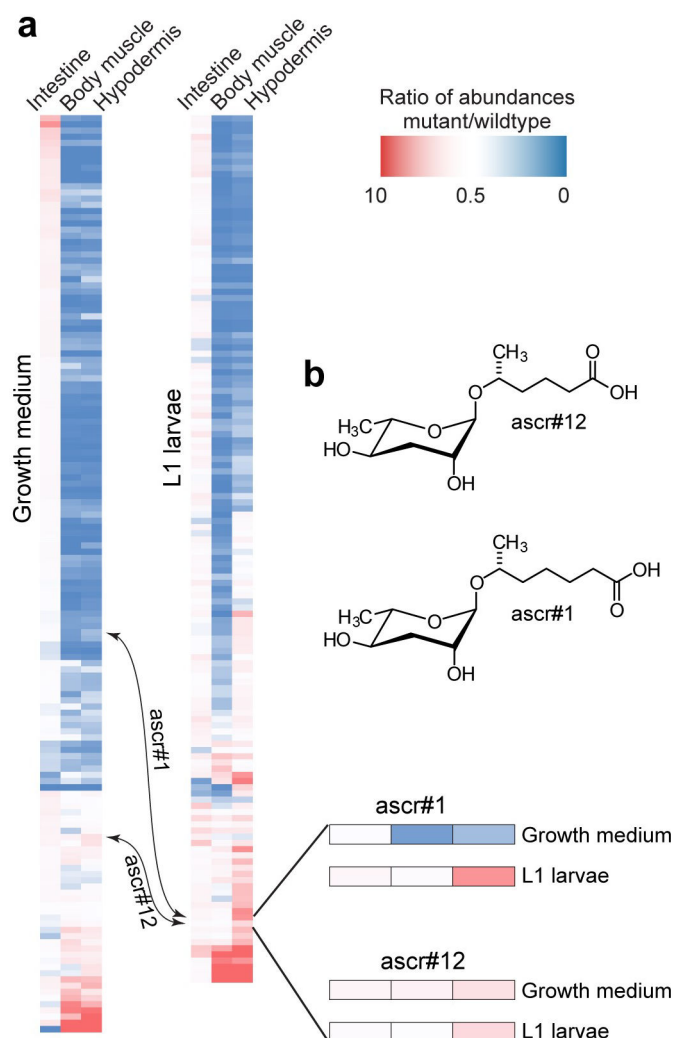 a
Intestine
Body muscle
Hypodermis
Intestine
Body muscle
Hypodermis
Ratio of abundances
mutant/wildtype
10
0.5
0
Growth medium
L1 larvae
ascr#1
ascr#12
b
CH3
O
O
OH
H3C
O
ascr#12
HO
OH
CH3
OH
O
O
H3C
O
ascr#1
HO
OH
ascr#1
Growth medium
L1 larvae
ascr#12
Growth medium
L1 larvae